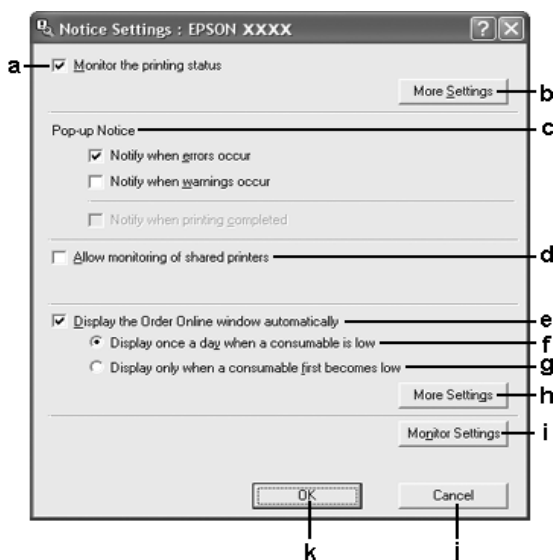 Notice Settings : EPSON XXXX
a
Monitor the printing status
More Settings
b
Pop-up Notice
c
Notify when errors occur
Notify when warnings occur
Notify when printing completed
Allow monitoring of shared printers
d
Display the Order Online window automatically
e
Display once a day when a consumable is low
f
Display only when a consumable first becomes low
g
More Settings
h
Monitor Settings
i
OK
Cancel
k
j